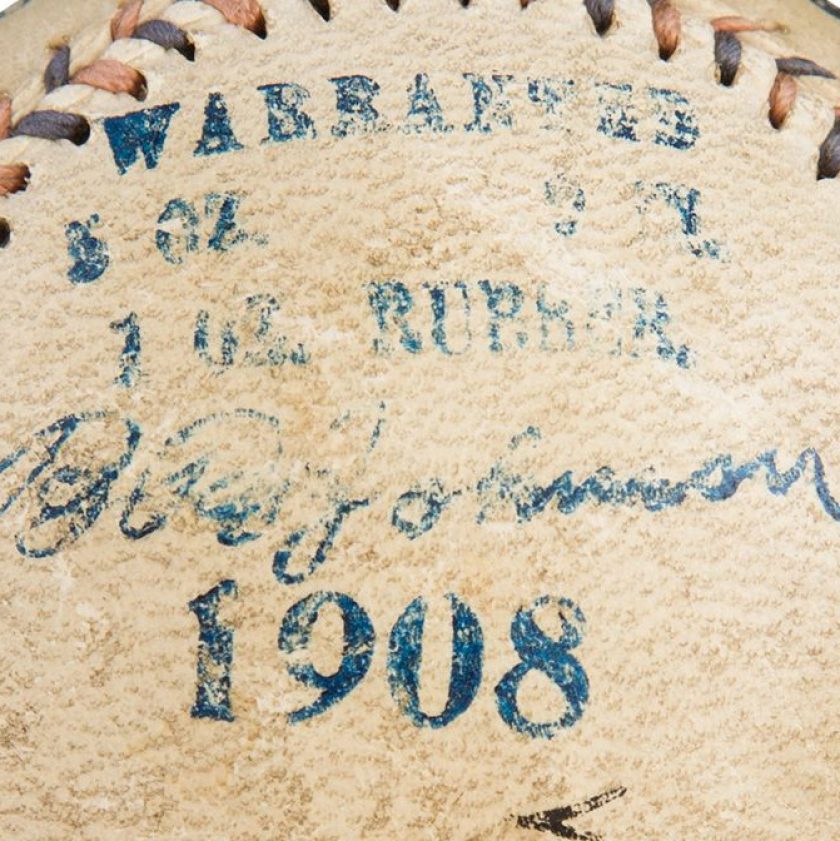 WARRANTED
5 OZ. 9 IN.
1 OZ. RUBBER.
B. B. Johnson
1908